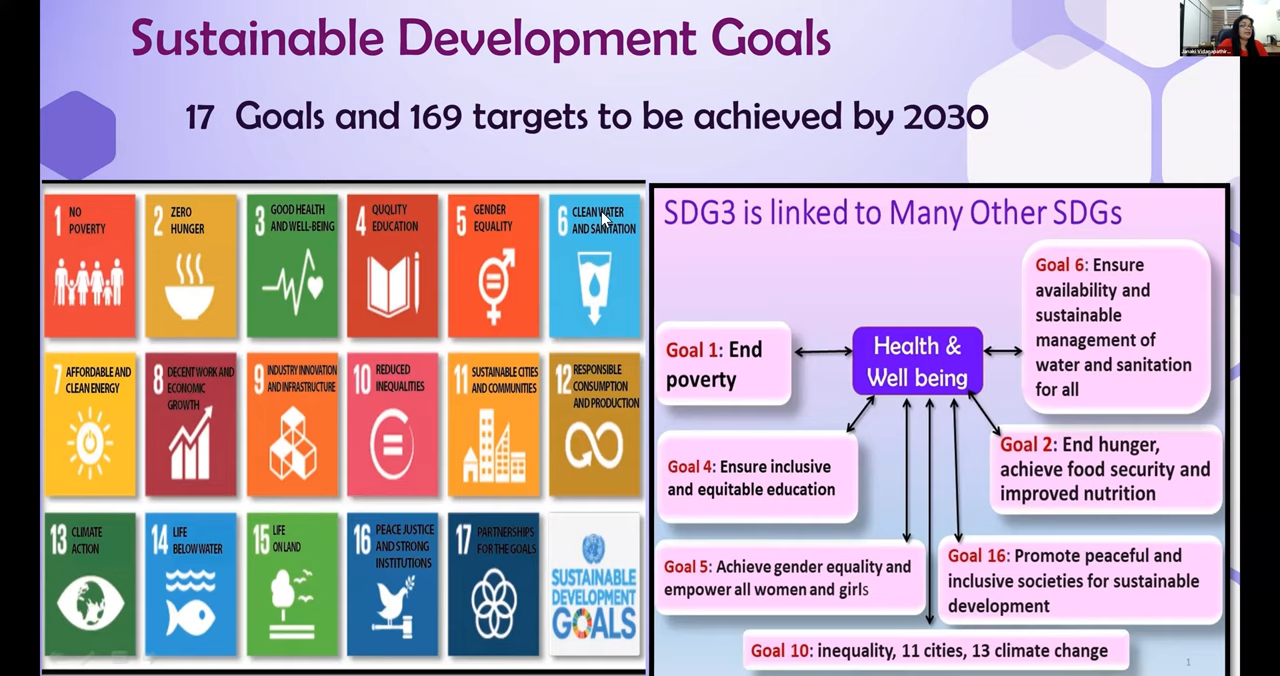 Sustainable Development Goals
17 Goals and 169 targets to be achieved by 2030
1 NO
POVERTY
2 ZERO
HUNGER
3 GOOD HEALTH
AND WELL-BEING
4 QUQLITY
EDUCATION
5 GENDER
EQUALITY
6 CLEAN WATER
AND SANITATION
7 AFFORDABLE AND
CLEAN ENERGY
8 DECENT WORK AND
ECONOMIC
GROWTH
9 INDUSTRY INNOVATION
AND INFRASTRUCTURE
10 REDUCED
INEQUALITIES
11 SUSTAINABLE CITIES
AND COMMUNITIES
12 RESPONSIBLE
CONSUMPTION
AND PRODUCTION
13 CLIMATE
ACTION
14 LIFE
BELOW WATER
15 LIFE
ON LAND
16 PEACE JUSTICE
AND STRONG
INSTITUTIONS
17 PARTNERSHIPS
FOR THE GOALS
SUSTAINABLE
DEVELOPMENT
GOALS
SDG3 is linked to Many Other SDGs
Goal 6: Ensure
availability and
sustainable
management of
water and sanitation
for all
Goal 1: End
poverty
Health &
Well being
Goal 4: Ensure inclusive
and equitable education
Goal 2: End hunger,
achieve food security and
improved nutrition
Goal 5: Achieve gender equality and
empower all women and girls
Goal 16: Promote peaceful and
inclusive societies for sustainable
development
Goal 10: inequality, 11 cities, 13 climate change
1